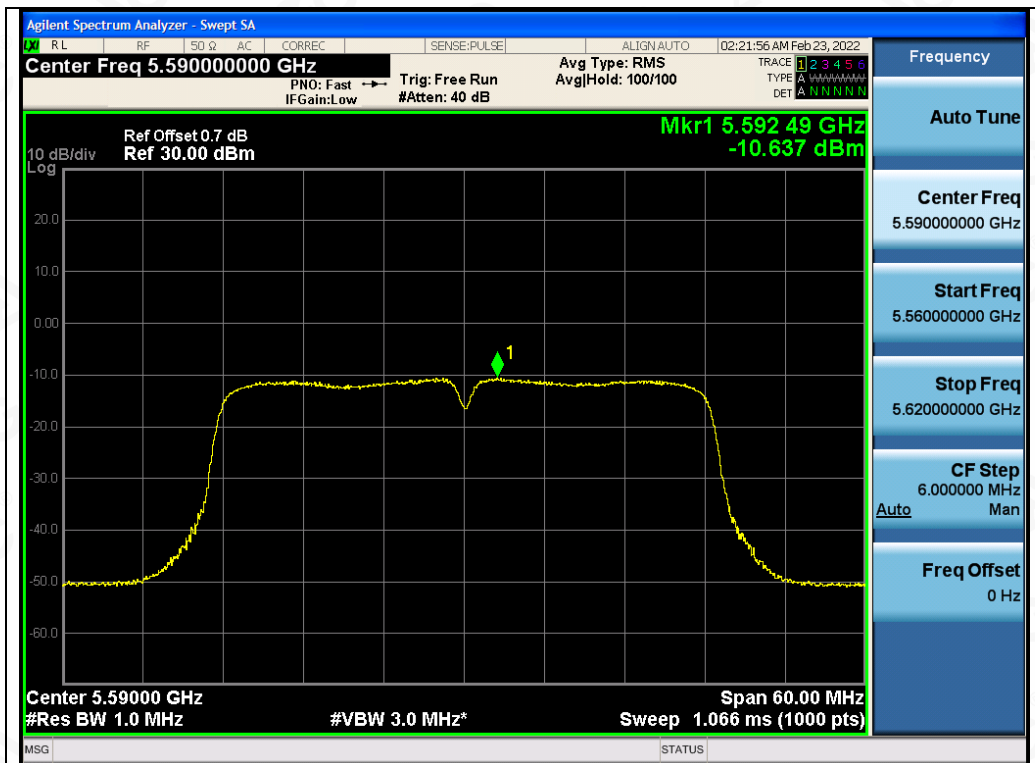 Agilent Spectrum Analyzer - Swept SA
LXI RL RF 50 Ω AC CORREC SENSE:PULSE ALIGN AUTO 02:21:56 AM Feb 23, 2022
Center Freq 5.590000000 GHz
PNO: Fast
IFGain:Low
Trig: Free Run
#Atten: 40 dB
Avg Type: RMS
Avg|Hold: 100/100
TRACE 1 2 3 4 5 6
TYPE A WWWWW
DET A N N N N N
Frequency
Auto Tune
Center Freq
5.590000000 GHz
Start Freq
5.560000000 GHz
Stop Freq
5.620000000 GHz
CF Step
6.000000 MHz
Auto Man
Freq Offset
0 Hz
Mkr1 5.592 49 GHz
-10.637 dBm
Ref Offset 0.7 dB
10 dB/div Ref 30.00 dBm
Log
20.0
10.0
0.00
-10.0
-20.0
-30.0
-40.0
-50.0
-60.0
1
Center 5.59000 GHz Span 60.00 MHz
#Res BW 1.0 MHz #VBW 3.0 MHz* Sweep 1.066 ms (1000 pts)
MSG STATUS